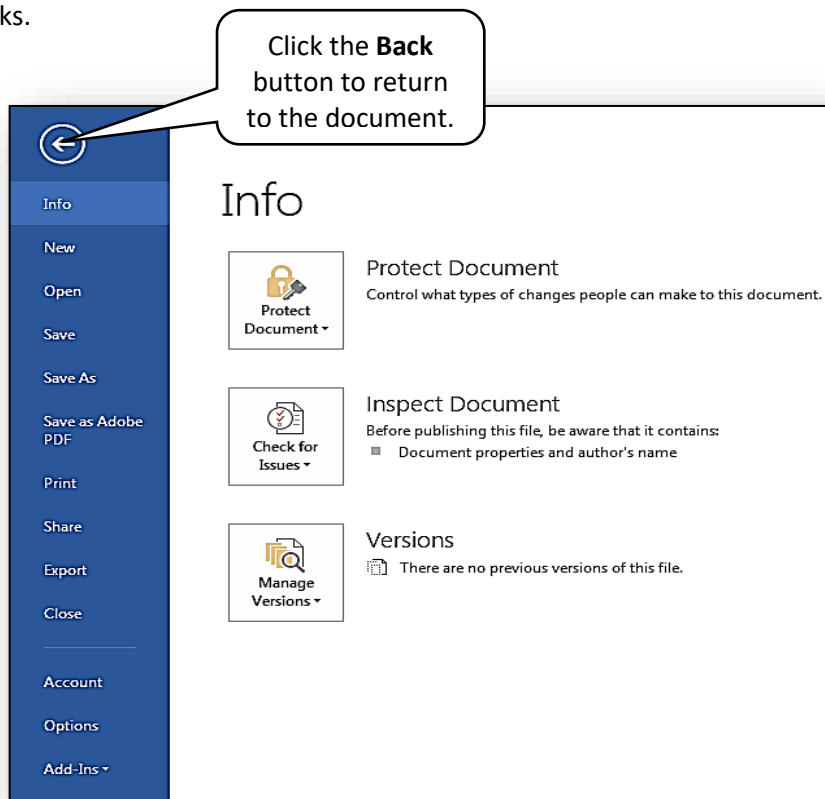 ks.
Click the Back
button to return
to the document.
Info
New
Open
Save
Save As
Save as Adobe
PDF
Print
Share
Export
Close
Account
Options
Add-Ins
Info
Protect
Document
Protect Document
Control what types of changes people can make to this document.
Check for
Issues
Inspect Document
Before publishing this file, be aware that it contains:
Document properties and author's name
Manage
Versions
Versions
There are no previous versions of this file.